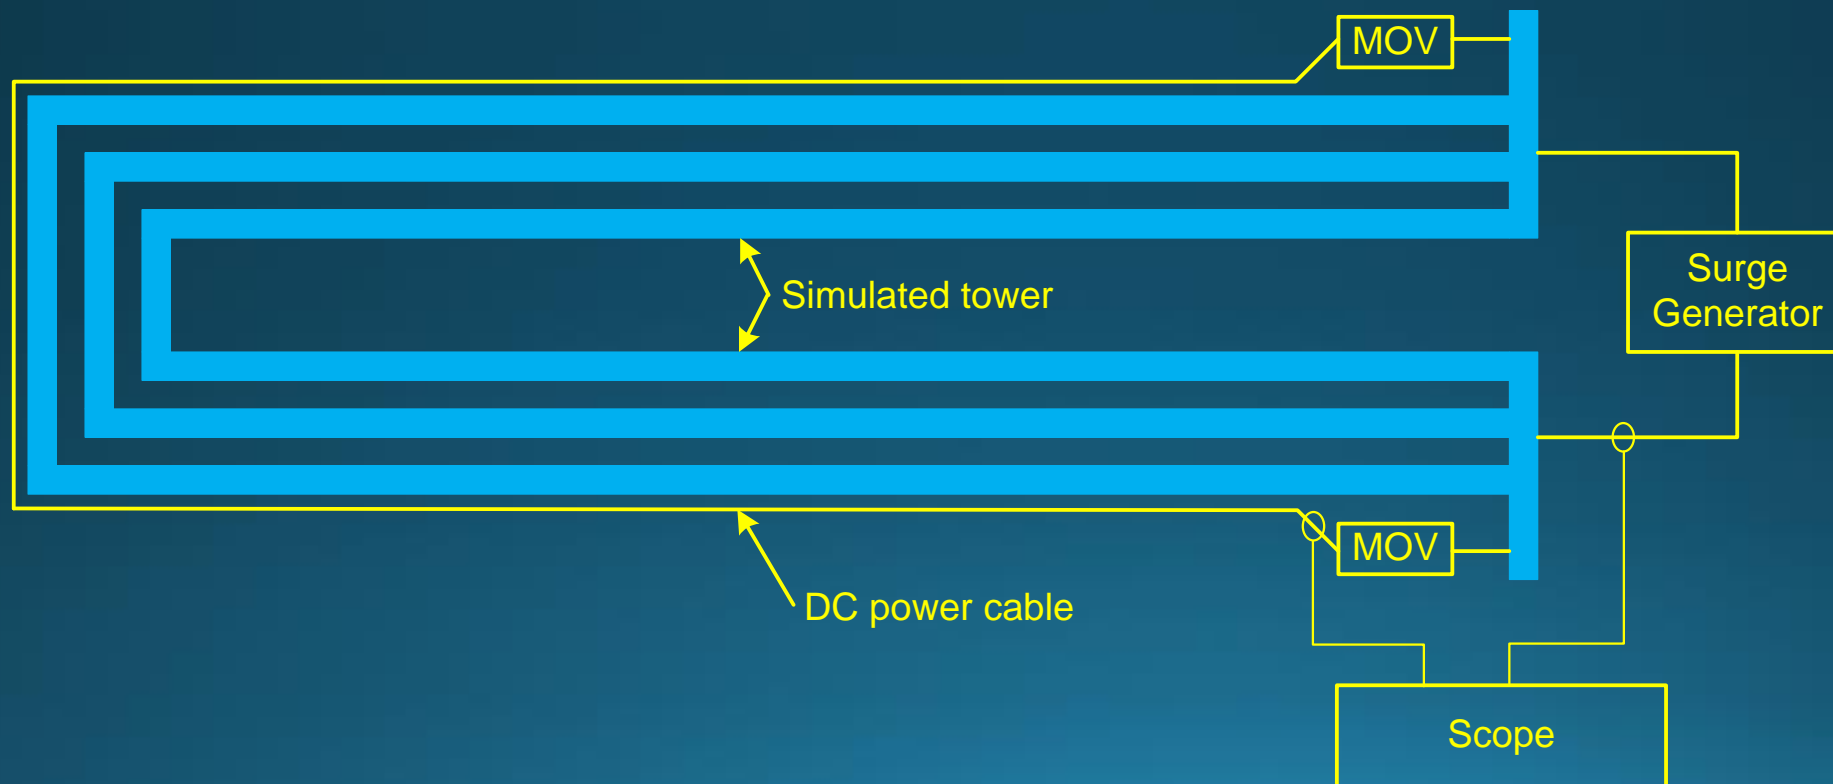 MOV
Surge
Generator
Simulated tower
MOV
DC power cable
Scope